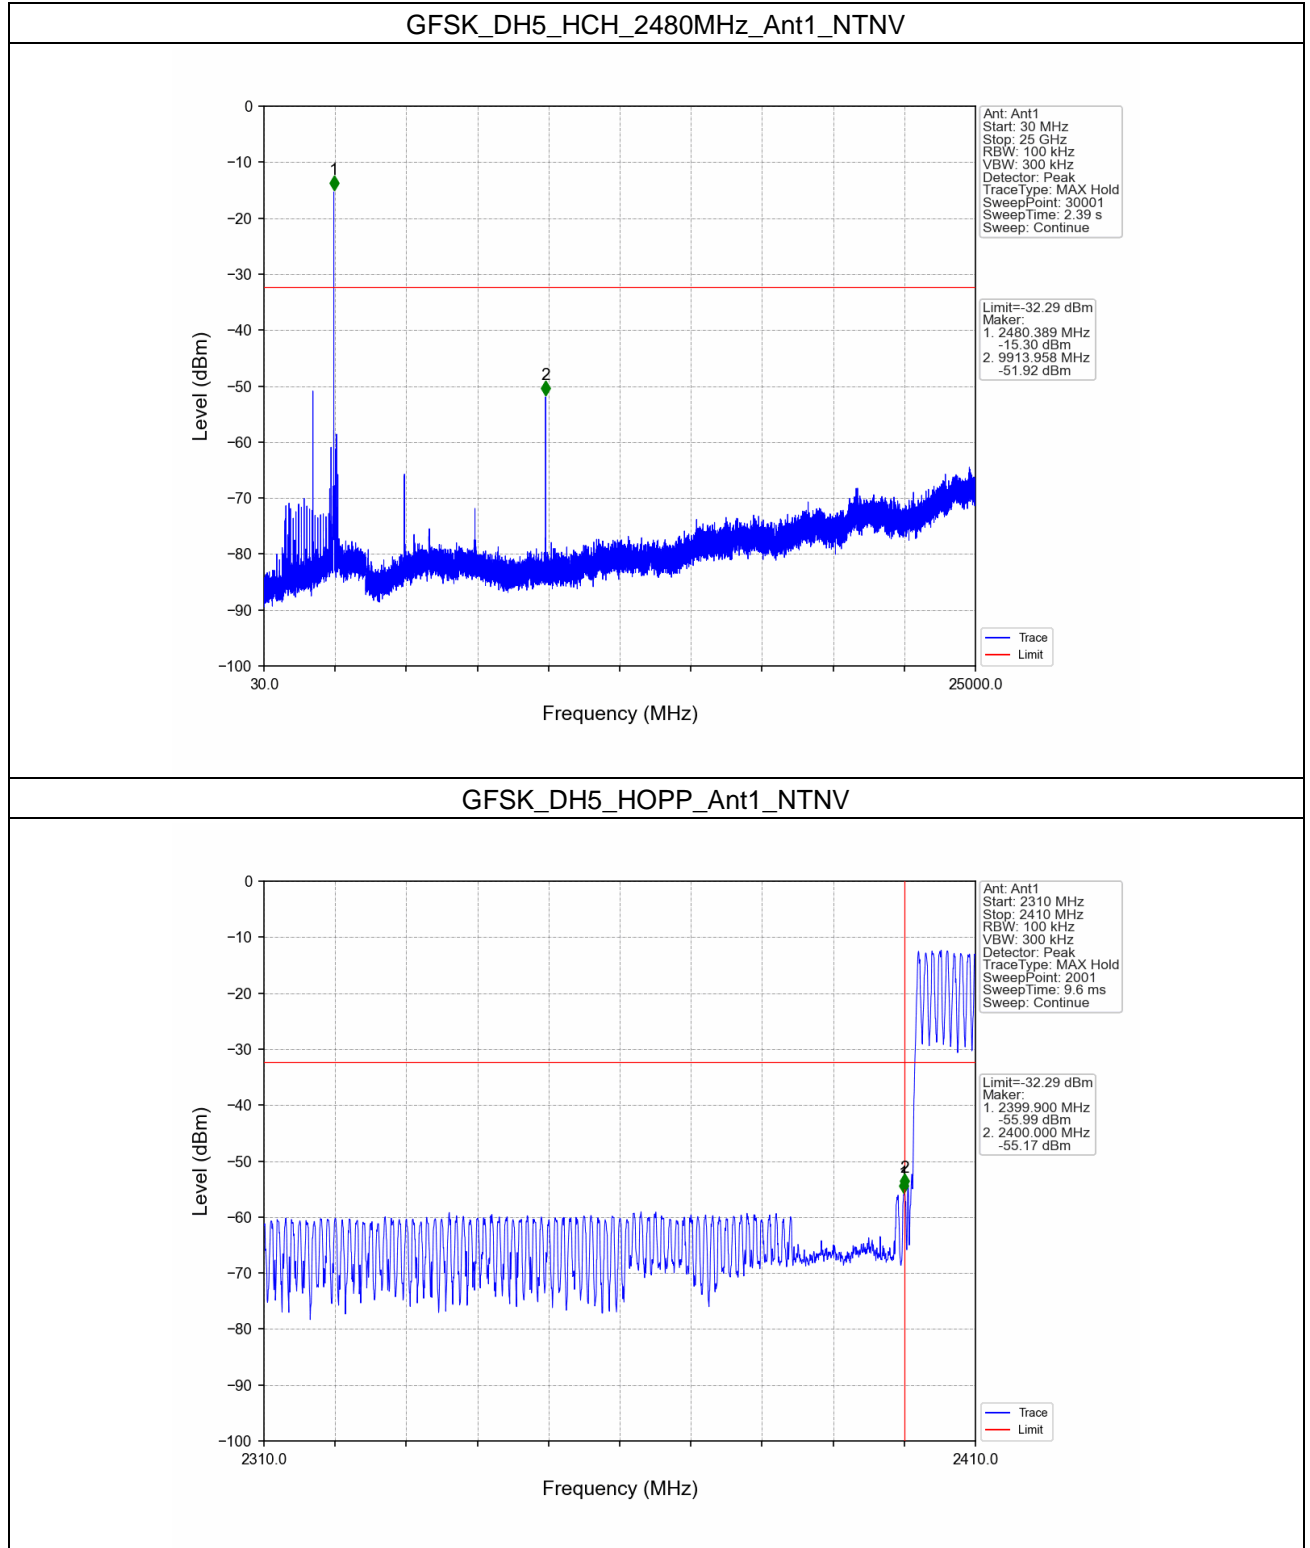 GFSK_DH5_HCH_2480MHz_Ant1_NTNV
0
−10
−20
−30
−40
−50
−60
−70
−80
−90
−100
Level (dBm)
1
2
30.0
25000.0
Frequency (MHz)
Ant: Ant1
Start: 30 MHz
Stop: 25 GHz
RBW: 100 kHz
VBW: 300 kHz
Detector: Peak
TraceType: MAX Hold
SweepPoint: 30001
SweepTime: 2.39 s
Sweep: Continue
Limit=-32.29 dBm
Maker:
1. 2480.389 MHz
-15.30 dBm
2. 9913.958 MHz
-51.92 dBm
Trace
Limit
GFSK_DH5_HOPP_Ant1_NTNV
0
−10
−20
−30
−40
−50
−60
−70
−80
−90
−100
Level (dBm)
2
2310.0
2410.0
Frequency (MHz)
Ant: Ant1
Start: 2310 MHz
Stop: 2410 MHz
RBW: 100 kHz
VBW: 300 kHz
Detector: Peak
TraceType: MAX Hold
SweepPoint: 2001
SweepTime: 9.6 ms
Sweep: Continue
Limit=-32.29 dBm
Maker:
1. 2399.900 MHz
-55.99 dBm
2. 2400.000 MHz
-55.17 dBm
Trace
Limit